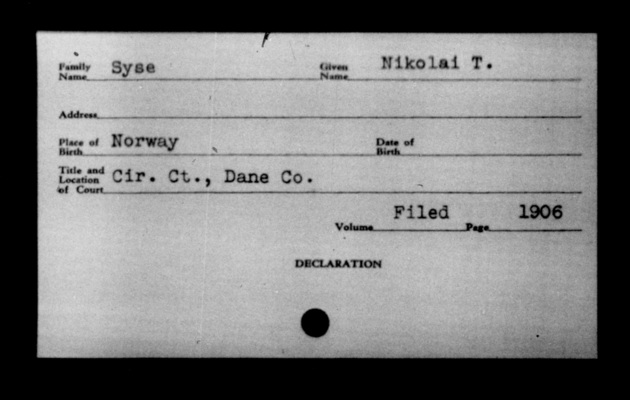 Family Name Syse Given Name Nikolai T.
Address
Place of Birth Norway Date of Birth
Title and Location of Court Cir. Ct., Dane Co.
Volume Filed Page 1906
DECLARATION